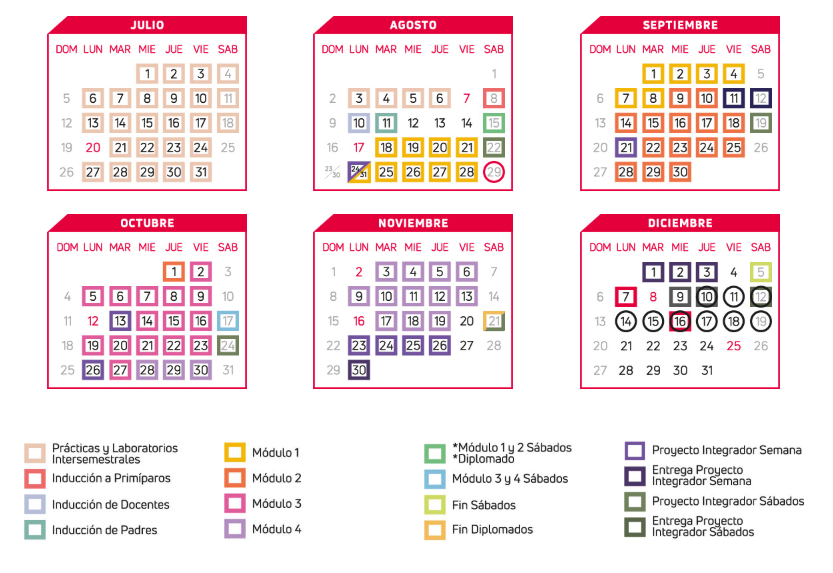 JULIO
DOM LUN MAR MIE JUE VIE SAB
1 2 3 4
5 6 7 8 9 10 11
12 13 14 15 16 17 18
19 20 21 22 23 24 25
26 27 28 29 30 31
AGOSTO
DOM LUN MAR MIE JUE VIE SAB
1
2 3 4 5 6 7 8
9 10 11 12 13 14 15
16 17 18 19 20 21 22
23/30 24/31 25 26 27 28 29
SEPTIEMBRE
DOM LUN MAR MIE JUE VIE SAB
1 2 3 4 5
6 7 8 9 10 11 12
13 14 15 16 17 18 19
20 21 22 23 24 25 26
27 28 29 30
OCTUBRE
DOM LUN MAR MIE JUE VIE SAB
1 2 3
4 5 6 7 8 9 10
11 12 13 14 15 16 17
18 19 20 21 22 23 24
25 26 27 28 29 30 31
NOVIEMBRE
DOM LUN MAR MIE JUE VIE SAB
1 2 3 4 5 6 7
8 9 10 11 12 13 14
15 16 17 18 19 20 21
22 23 24 25 26 27 28
29 30
DICIEMBRE
DOM LUN MAR MIE JUE VIE SAB
1 2 3 4 5
6 7 8 9 10 11 12
13 14 15 16 17 18 19
20 21 22 23 24 25 26
27 28 29 30 31
Prácticas y Laboratorios
Intersemestrales
Inducción a Primíparos
Inducción de Docentes
Inducción de Padres
Módulo 1
Módulo 2
Módulo 3
Módulo 4
*Módulo 1 y 2 Sábados
*Diplomado
Módulo 3 y 4 Sábados
Fin Sábados
Fin Diplomados
Proyecto Integrador Semana
Entrega Proyecto
Integrador Semana
Proyecto Integrador Sábados
Entrega Proyecto
Integrador Sábados